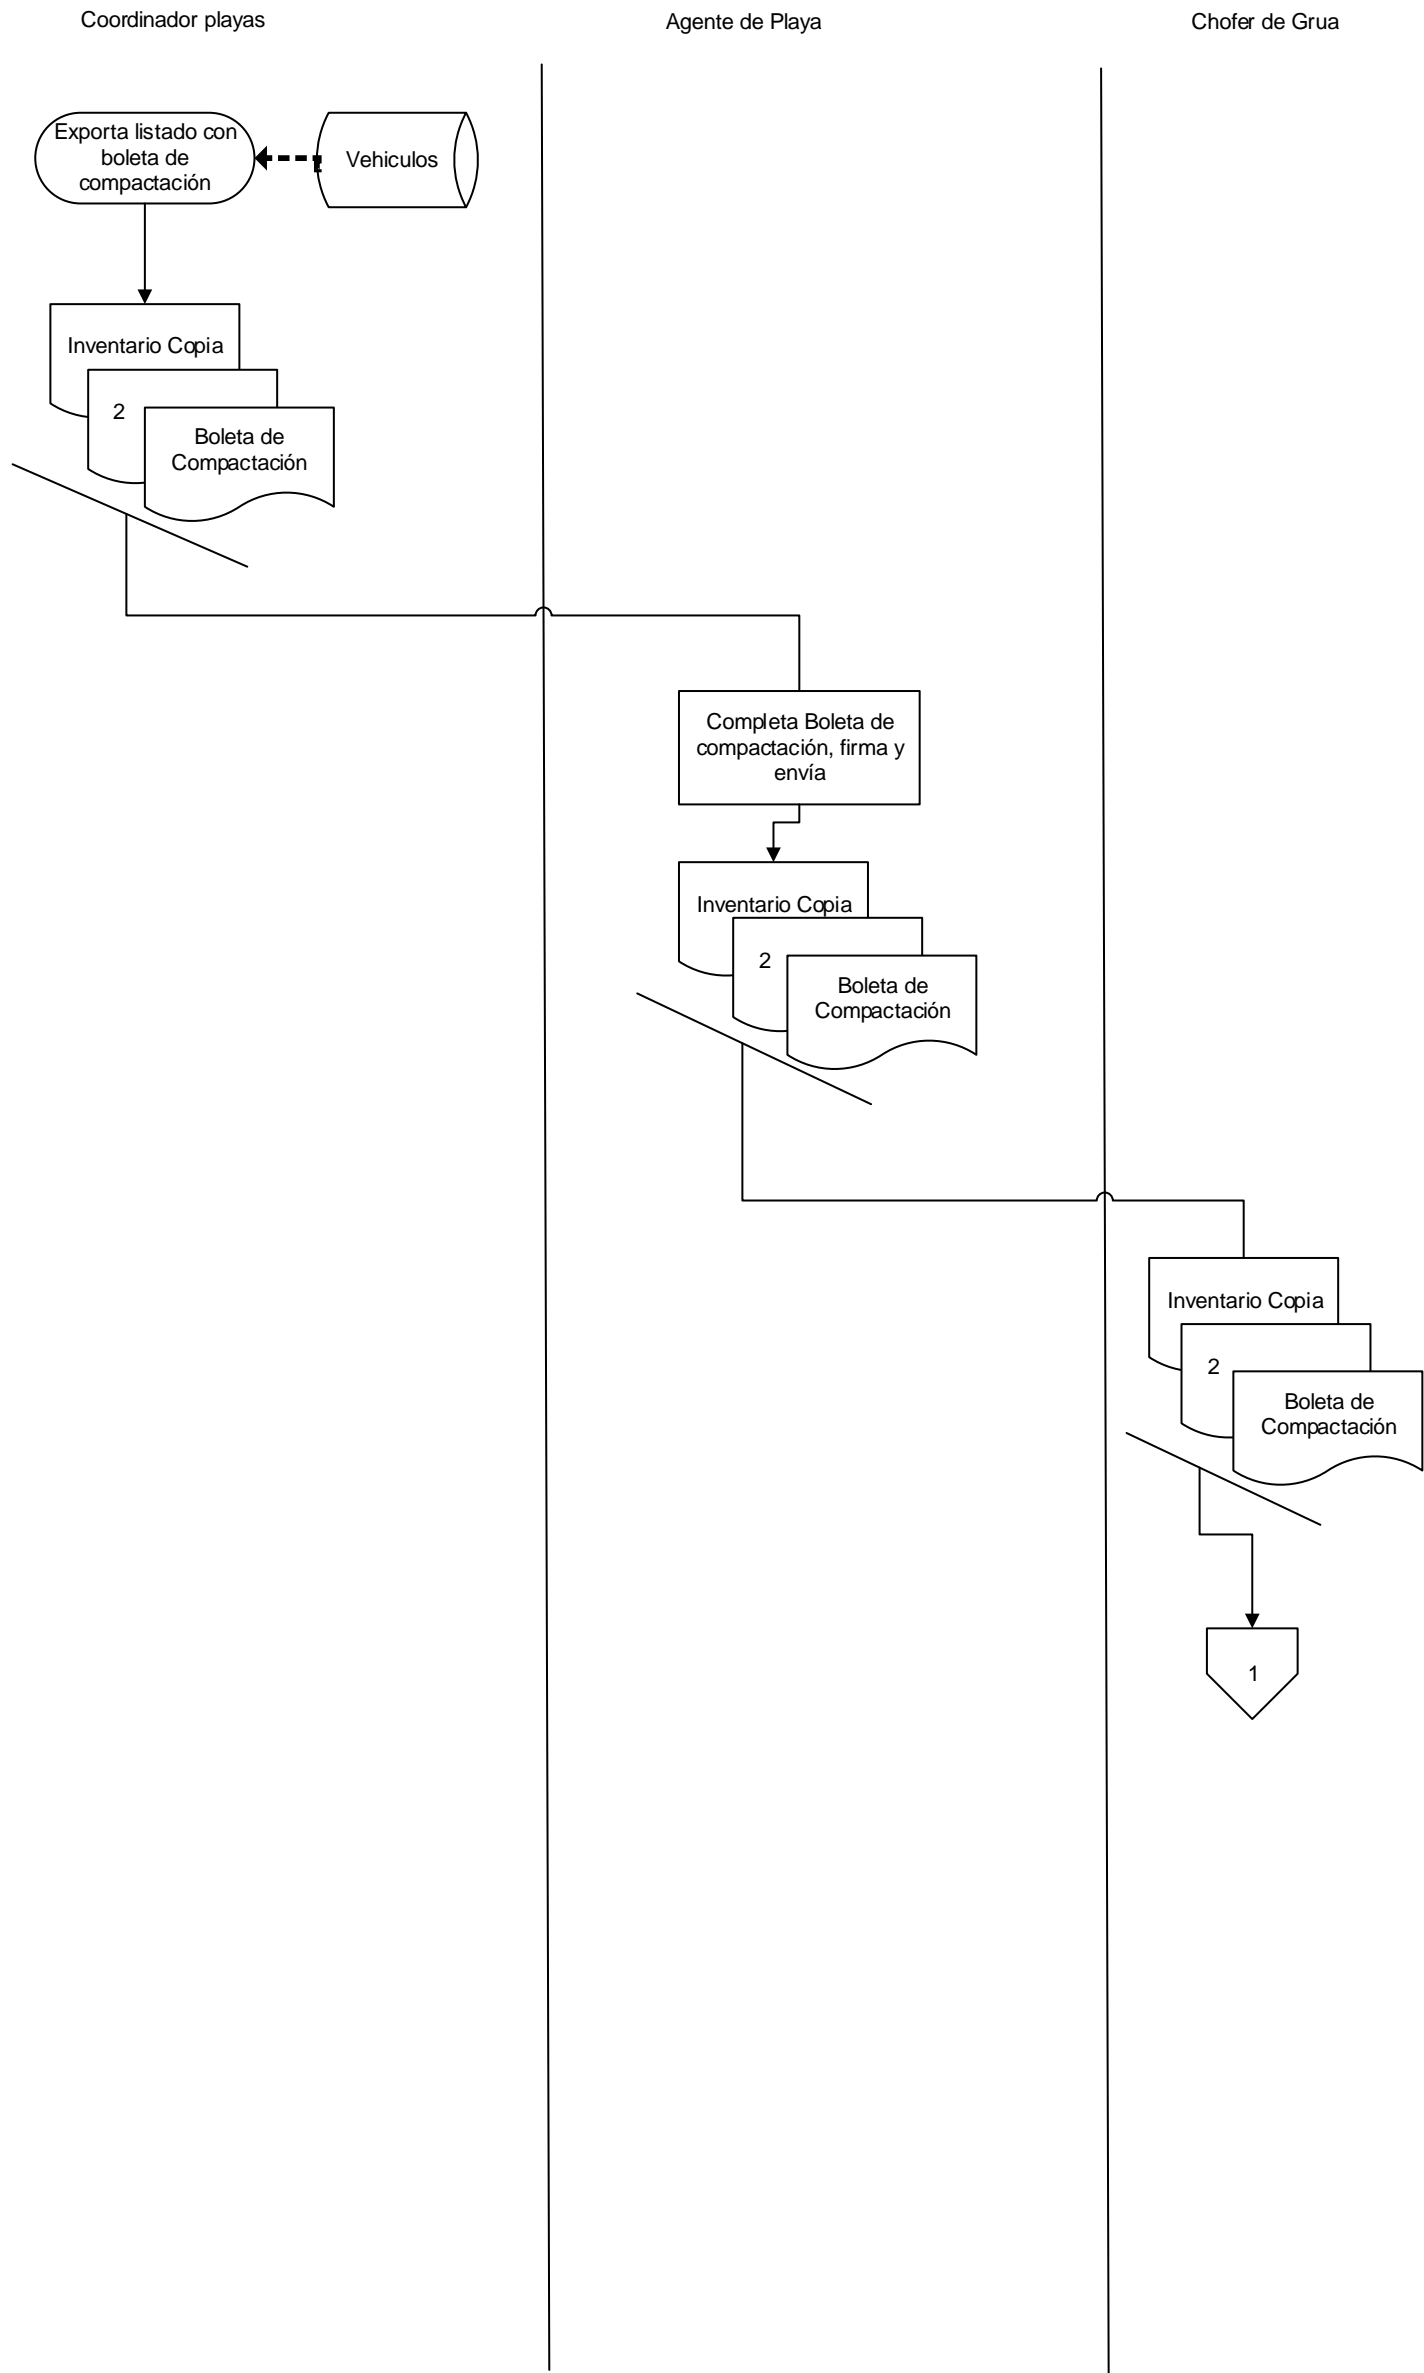 Coordinador playas
Agente de Playa
Chofer de Grua
Exporta listado con
boleta de
compactación
Vehiculos
Inventario Copia
2
Boleta de
Compactación
Completa Boleta de
compactación, firma y
envía
Inventario Copia
2
Boleta de
Compactación
Inventario Copia
2
Boleta de
Compactación
1